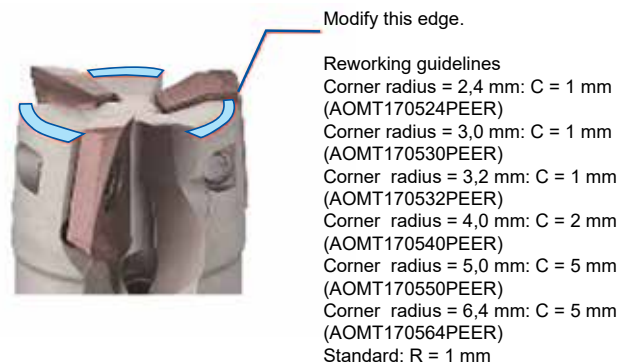 Modify this edge.
Reworking guidelines
Corner radius = 2,4 mm: C = 1 mm
(AOMT170524PEER)
Corner radius = 3,0 mm: C = 1 mm
(AOMT170530PEER)
Corner radius = 3,2 mm: C = 1 mm
(AOMT170532PEER)
Corner radius = 4,0 mm: C = 2 mm
(AOMT170540PEER)
Corner radius = 5,0 mm: C = 5 mm
(AOMT170550PEER)
Corner radius = 6,4 mm: C = 5 mm
(AOMT170564PEER)
Standard: R = 1 mm